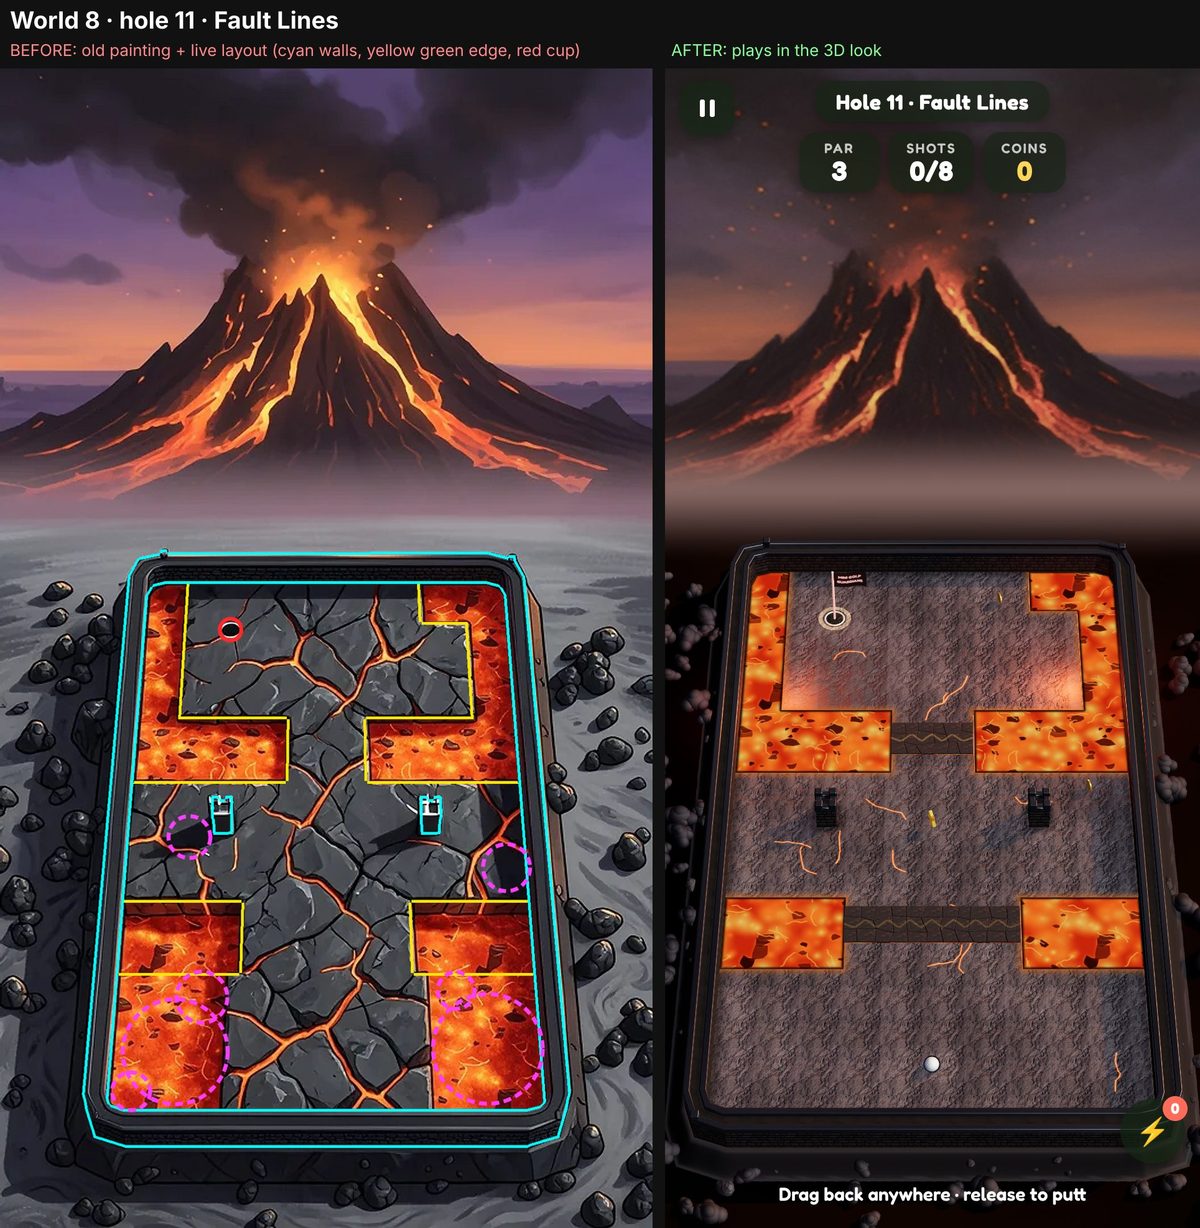 World 8 · hole 11 · Fault Lines
BEFORE: old painting + live layout (cyan walls, yellow green edge, red cup)
AFTER: plays in the 3D look
Hole 11 · Fault Lines
PAR
3
SHOTS
0/8
COINS
0
0
Drag back anywhere · release to putt